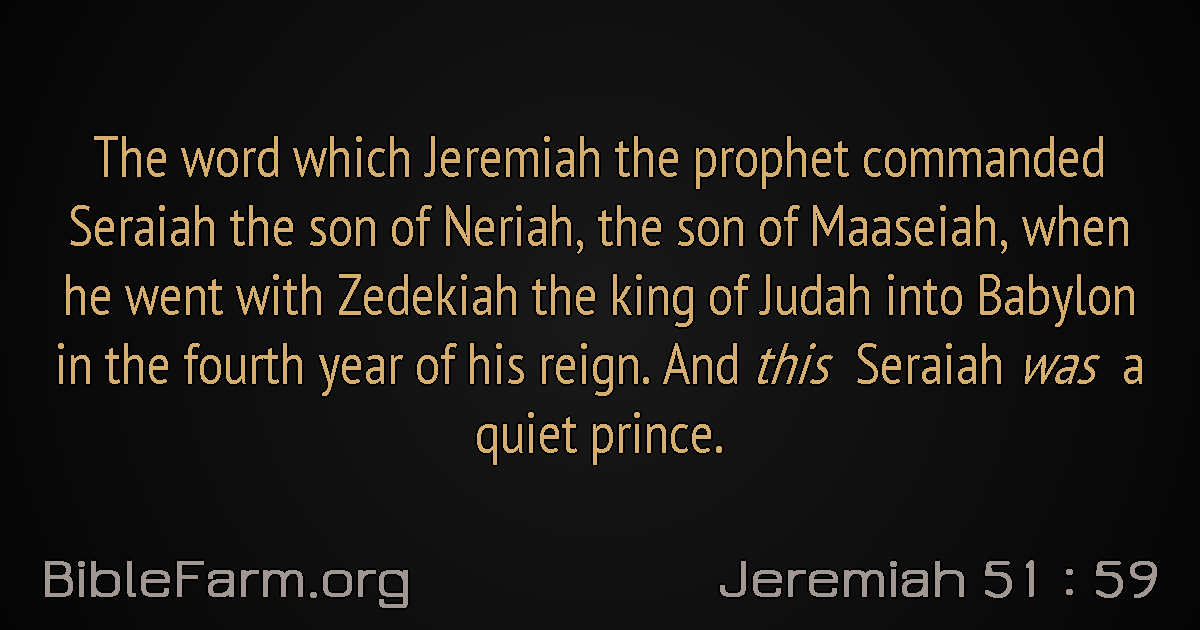 The word which Jeremiah the prophet commanded
Seraiah the son of Neriah, the son of Maaseiah, when
he went with Zedekiah the king of Judah into Babylon
in the fourth year of his reign. And this Seraiah was a
quiet prince.
BibleFarm.org
Jeremiah 51 : 59